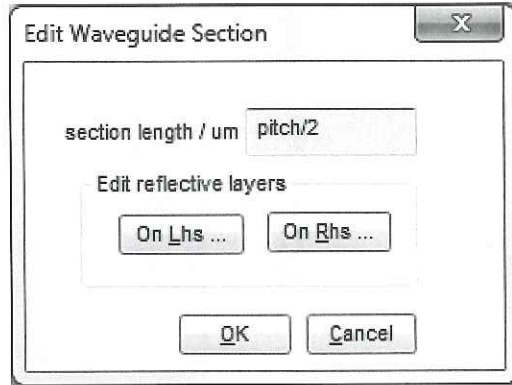 Edit Waveguide Section
X
section length / um pitch/2
Edit reflective layers
On Lhs ... On Rhs ...
OK Cancel